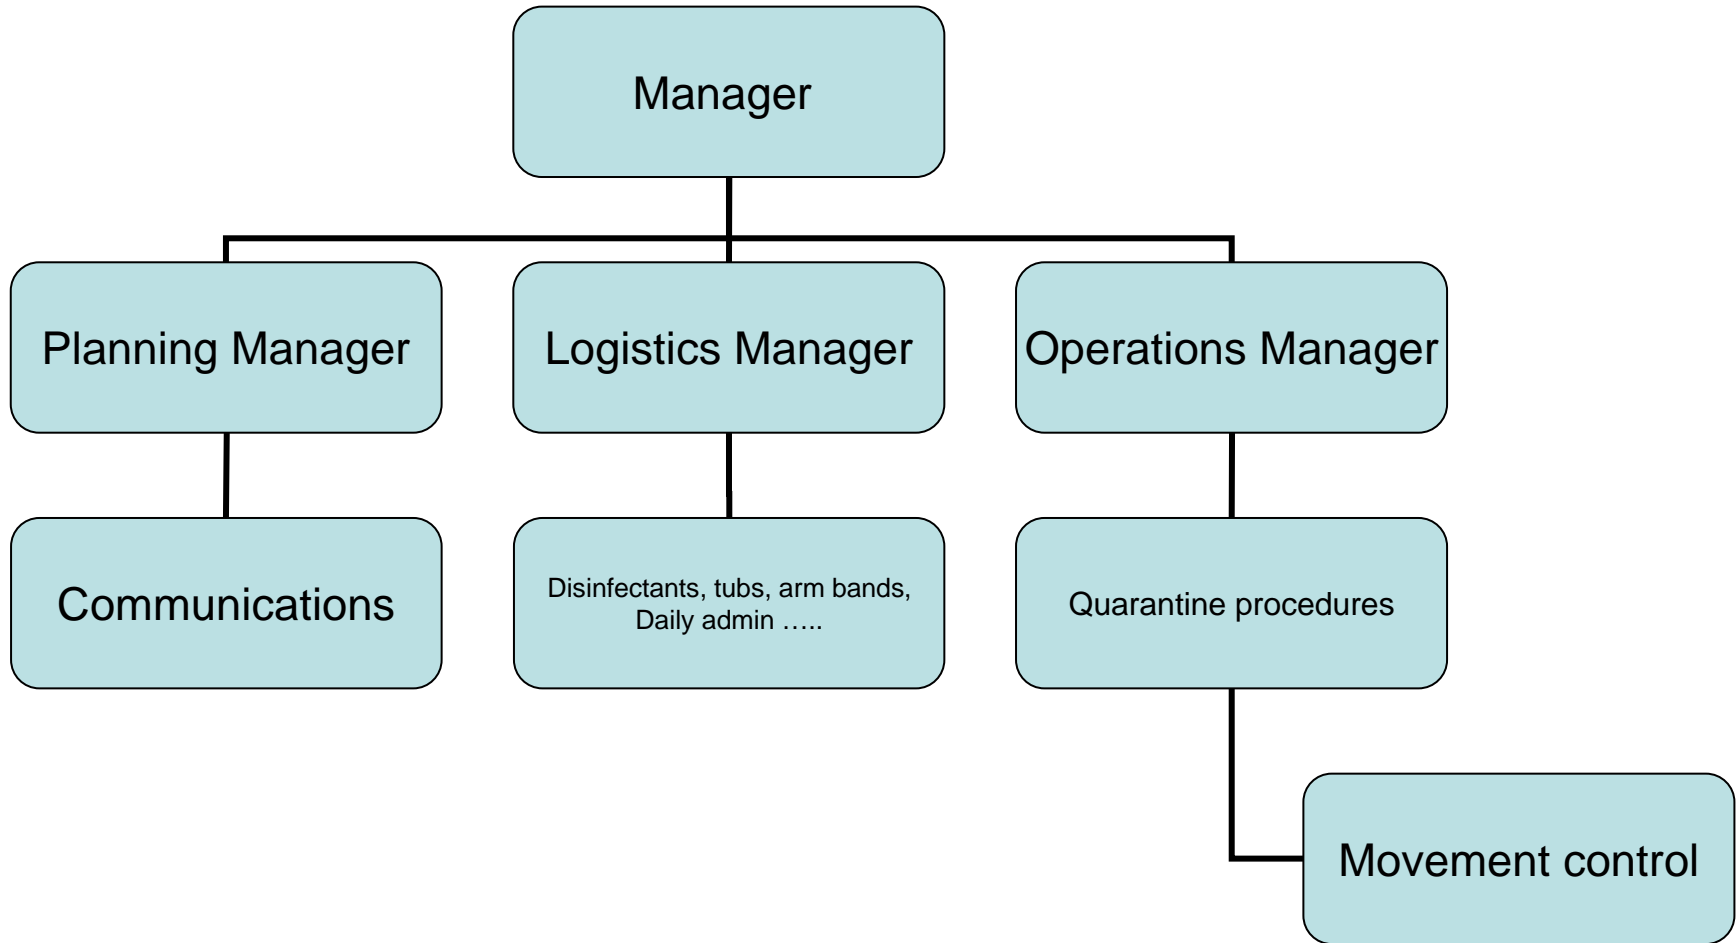 Manager
Planning Manager
Logistics Manager
Operations Manager
Communications
Disinfectants, tubs, arm bands,
Daily admin …..
Quarantine procedures
Movement control